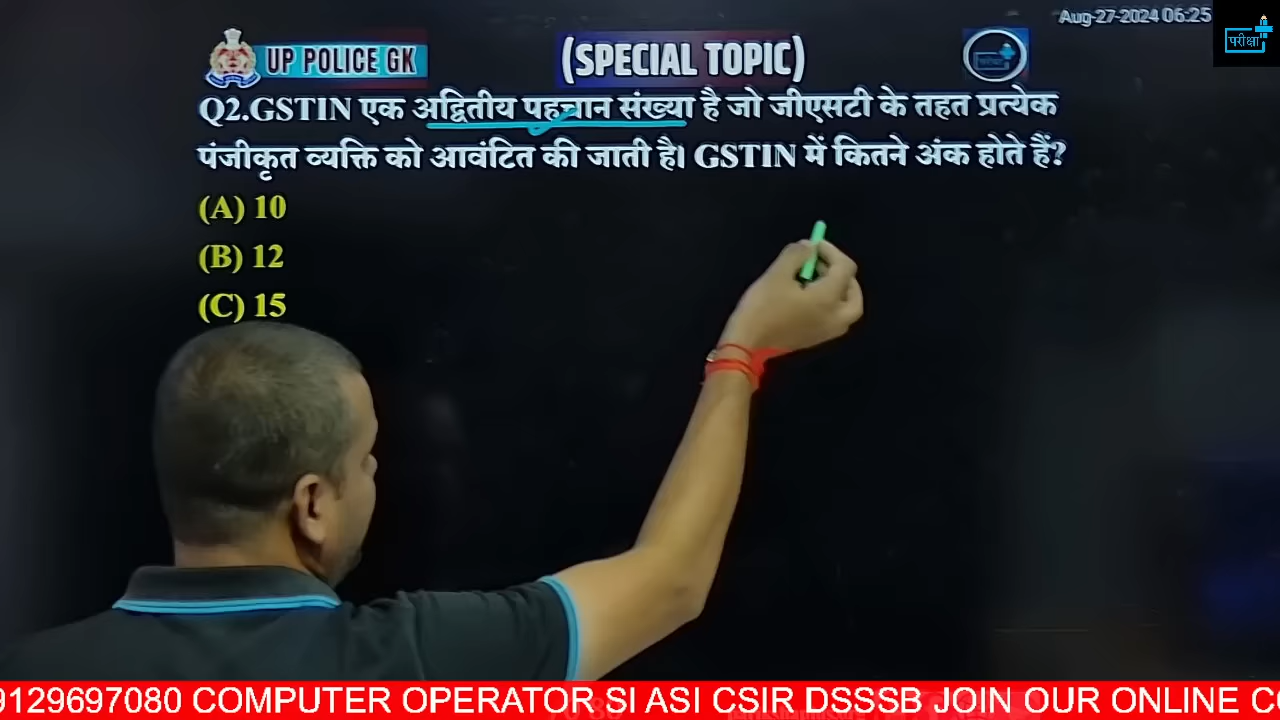 Aug-27-2024 06:25
परीक्षा
UP POLICE GK
(SPECIAL TOPIC)
Q2.GSTIN एक अद्वितीय पहचान संख्या है जो जीएसटी के तहत प्रत्येक
पंजीकृत व्यक्ति को आवंटित की जाती है। GSTIN में कितने अंक होते हैं?
(A) 10
(B) 12
(C) 15
9129697080 COMPUTER OPERATOR SI ASI CSIR DSSSB JOIN OUR ONLINE C